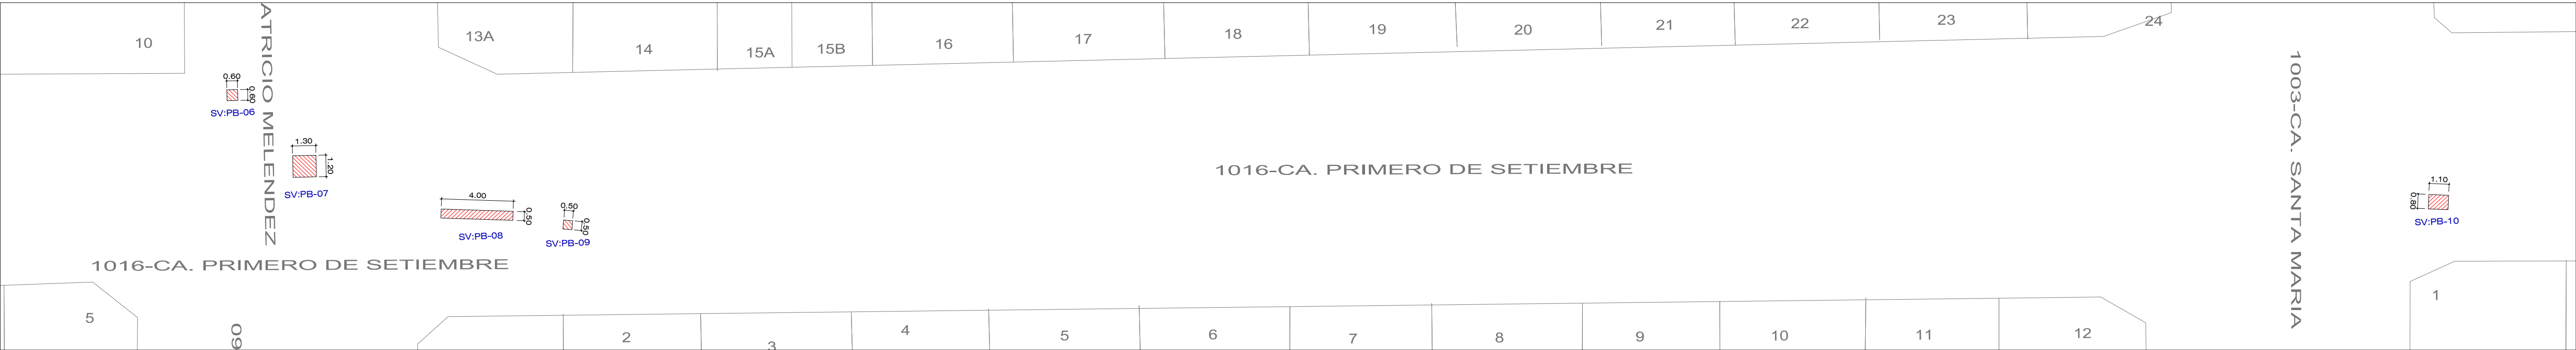 10
13A
14
15A
15B
16
17
18
19
20
21
22
23
24
ATRICIO MELENDEZ
0.60
0.60
SV:PB-06
1.30
1.20
SV:PB-07
4.00
0.50
SV:PB-08
0.50
0.50
SV:PB-09
1016-CA. PRIMERO DE SETIEMBRE
1003-CA. SANTA MARIA
1.10
0.80
SV:PB-10
1016-CA. PRIMERO DE SETIEMBRE
5
09
2
3
4
5
6
7
8
9
10
11
12
1